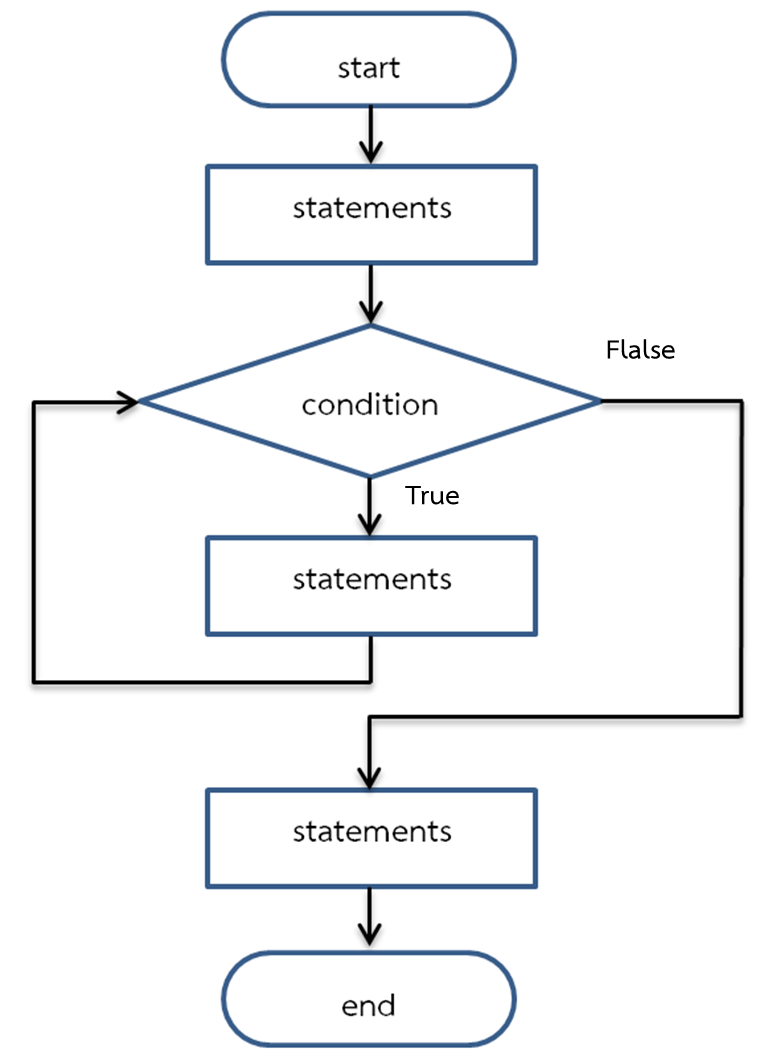 start
statements
Flalse
condition
True
statements
statements
end